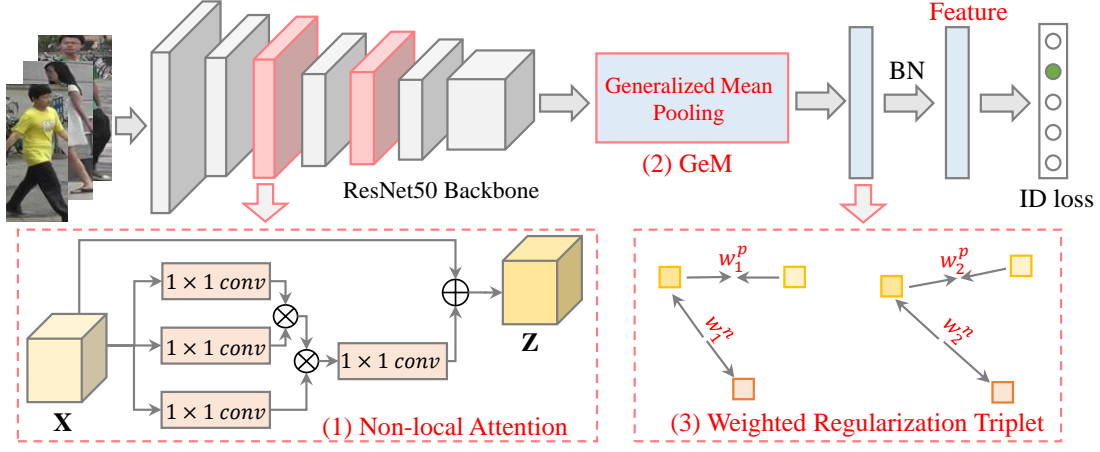 Feature
Generalized Mean
Pooling
BN
(2) GeM
ResNet50 Backbone
ID loss
1 × 1 conv
1 × 1 conv
1 × 1 conv
1 × 1 conv
X
Z
(1) Non-local Attention
w₁ᵖ
w₂ᵖ
w₁ⁿ
w₂ⁿ
(3) Weighted Regularization Triplet